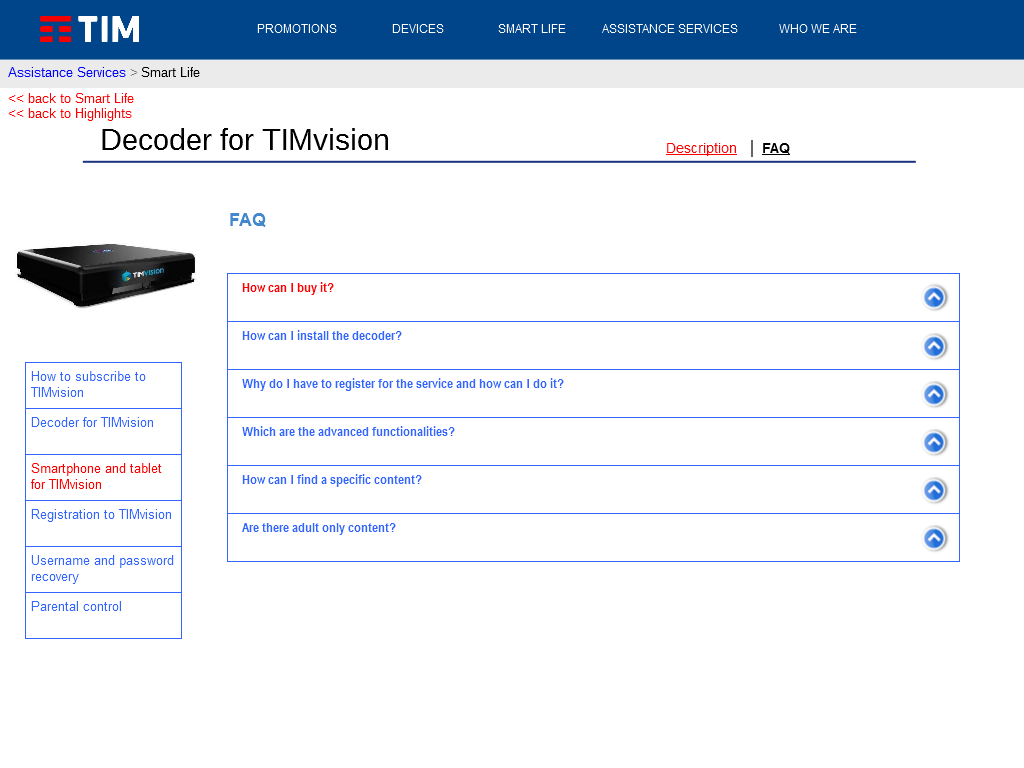 TIM
PROMOTIONS
DEVICES
SMART LIFE
ASSISTANCE SERVICES
WHO WE ARE
Assistance Services > Smart Life
<< back to Smart Life
<< back to Highlights
Decoder for TIMvision
Description | FAQ
FAQ
TIMVISION
How can I buy it?
How can I install the decoder?
Why do I have to register for the service and how can I do it?
Which are the advanced functionalities?
How can I find a specific content?
Are there adult only content?
How to subscribe to
TIMvision
Decoder for TIMvision
Smartphone and tablet
for TIMvision
Registration to TIMvision
Username and password
recovery
Parental control